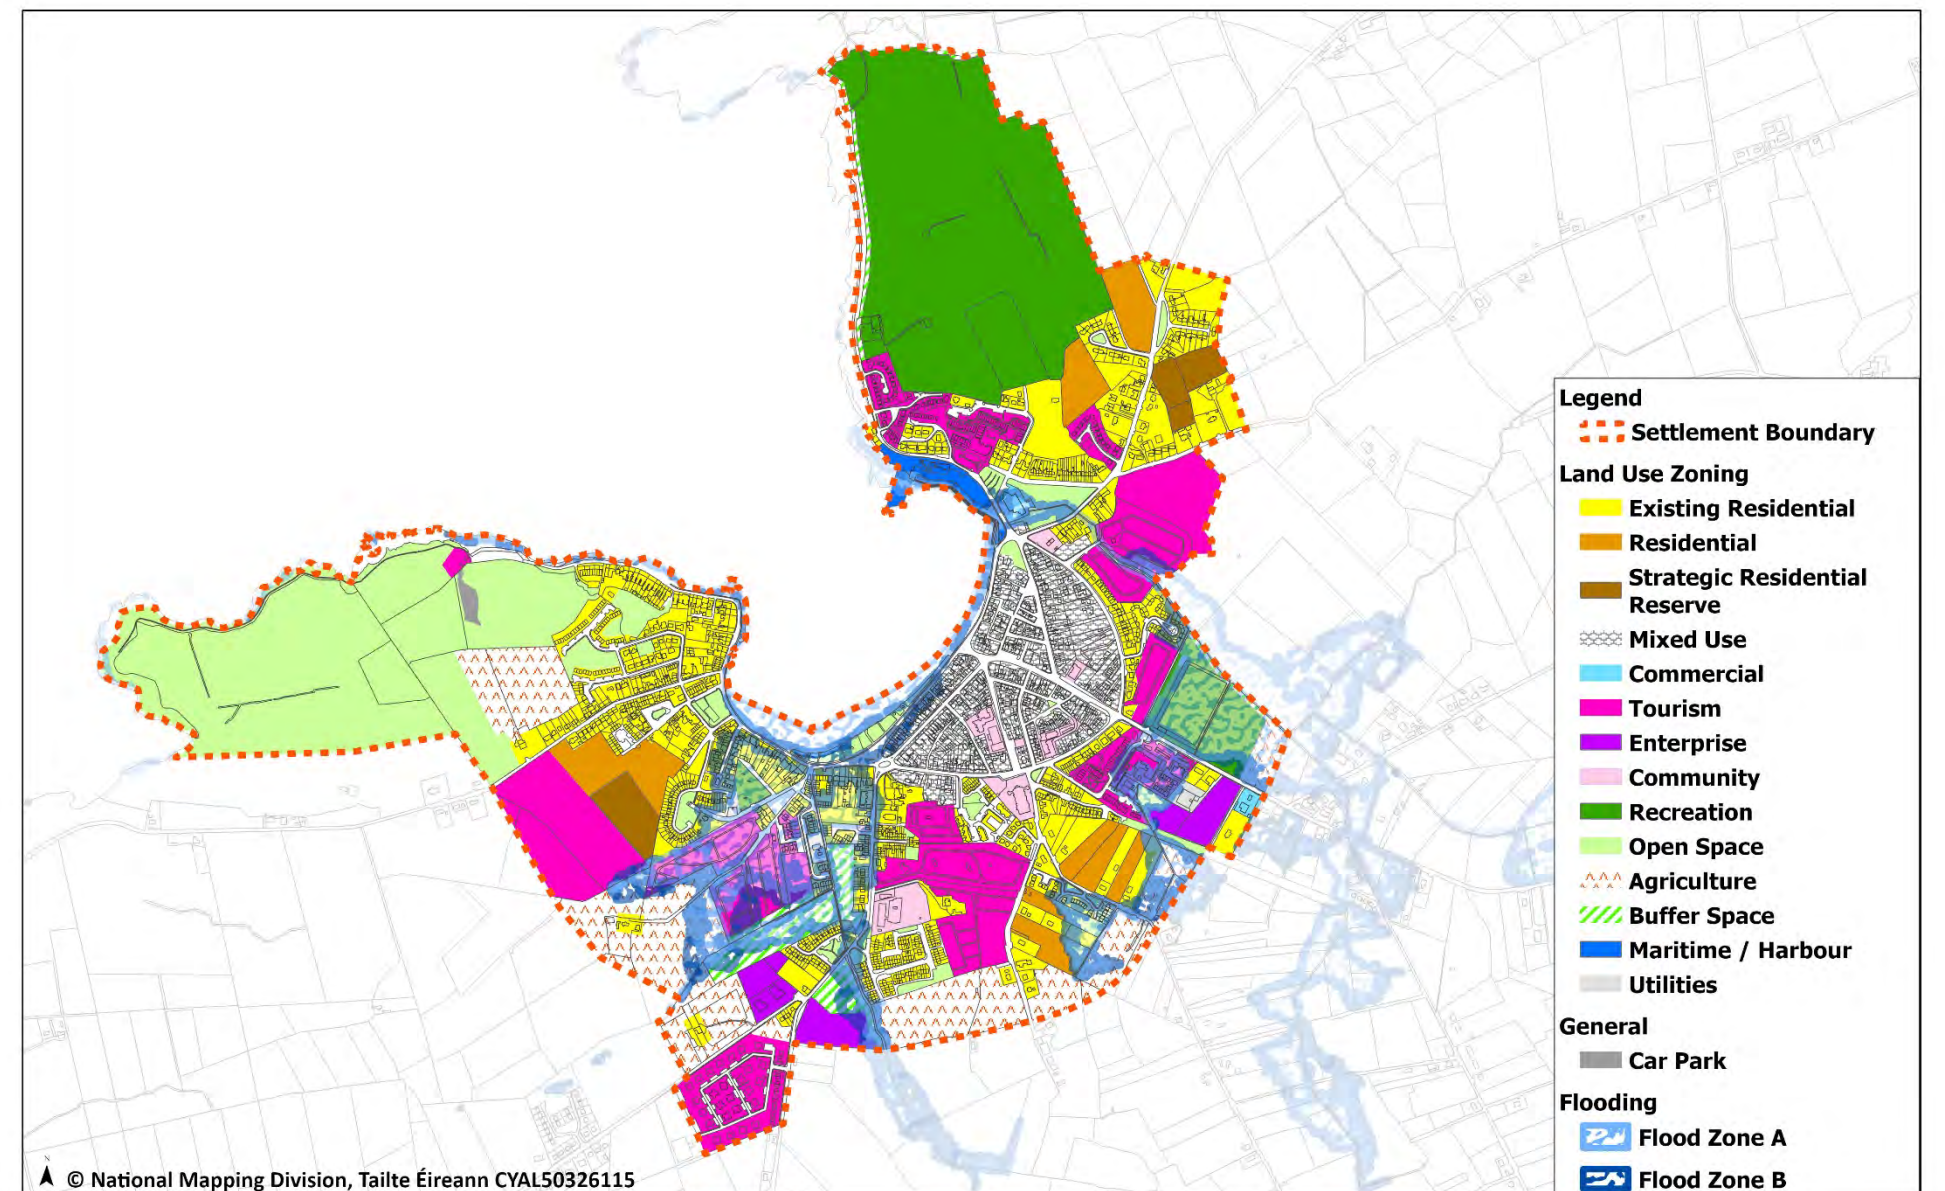 Legend
Settlement Boundary
Land Use Zoning
Existing Residential
Residential
Strategic Residential
Reserve
Mixed Use
Commercial
Tourism
Enterprise
Community
Recreation
Open Space
Agriculture
Buffer Space
Maritime / Harbour
Utilities
General
Car Park
Flooding
Flood Zone A
Flood Zone B
N
© National Mapping Division, Tailte Éireann CYAL50326115